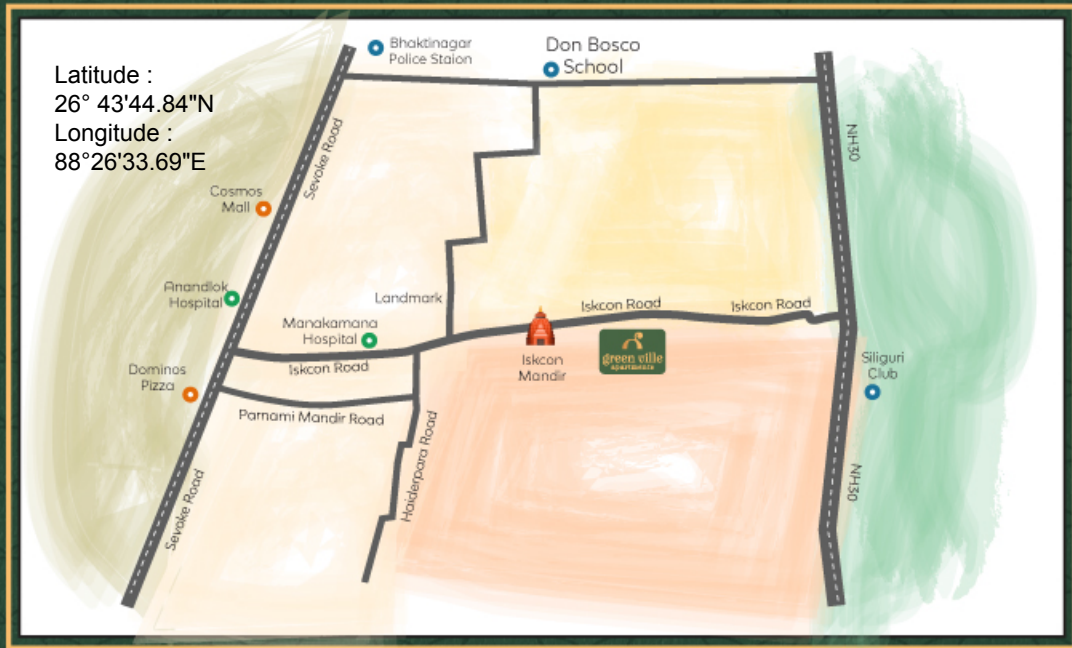 Latitude :
26° 43'44.84"N
Longitude :
88°26'33.69"E
Bhaktinagar
Police Staion
Don Bosco
School
Sevoke Road
NH30
Cosmos
Mall
Anandlok
Hospital
Landmark
Manakamana
Hospital
Iskcon Road
Iskcon Road
Iskcon
Mandir
green ville
apartments
Siliguri
Club
Iskcon Road
Dominos
Pizza
Parnami Mandir Road
Haiderpara Road
Sevoke Road
NH30